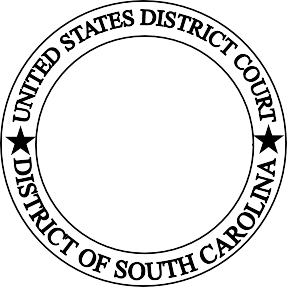 UNITED STATES DISTRICT COURT
DISTRICT OF SOUTH CAROLINA